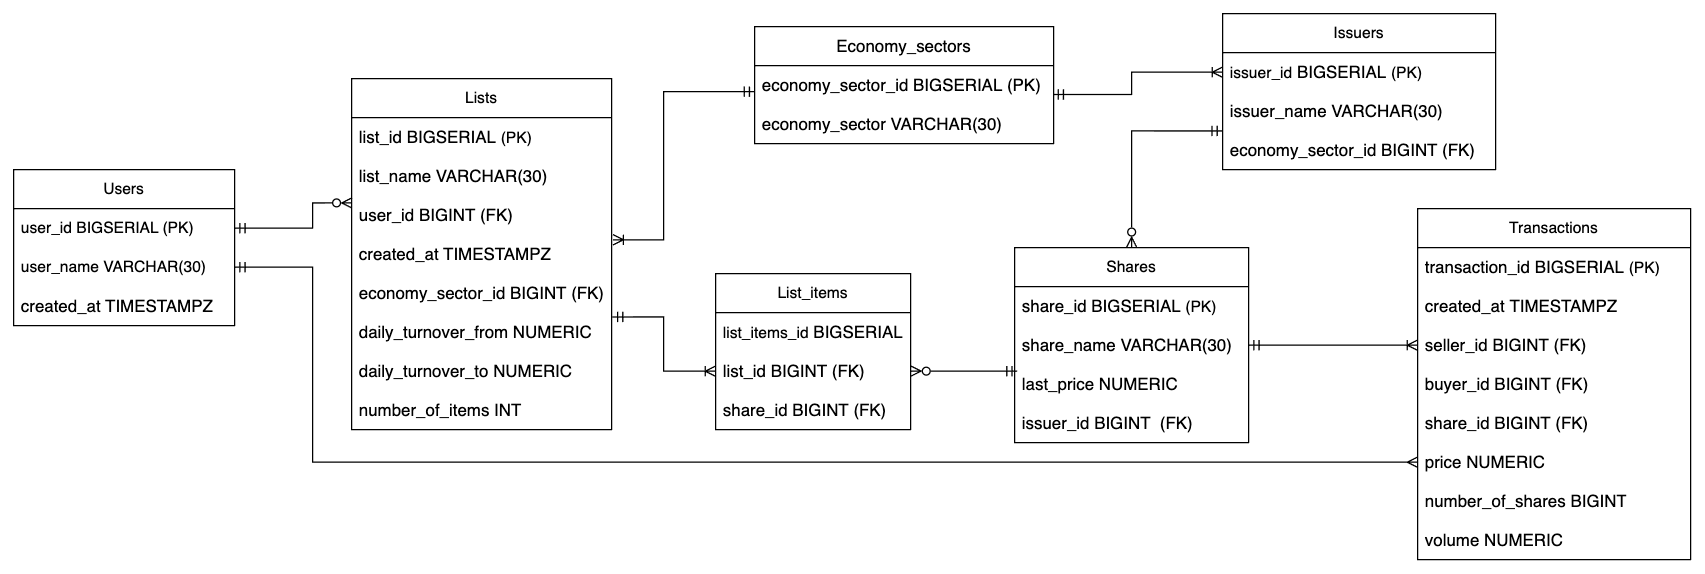 Users
user_id BIGSERIAL (PK)
user_name VARCHAR(30)
created_at TIMESTAMPZ
Lists
list_id BIGSERIAL (PK)
list_name VARCHAR(30)
user_id BIGINT (FK)
created_at TIMESTAMPZ
economy_sector_id BIGINT (FK)
daily_turnover_from NUMERIC
daily_turnover_to NUMERIC
number_of_items INT
Economy_sectors
economy_sector_id BIGSERIAL (PK)
economy_sector VARCHAR(30)
List_items
list_items_id BIGSERIAL
list_id BIGINT (FK)
share_id BIGINT (FK)
Issuers
issuer_id BIGSERIAL (PK)
issuer_name VARCHAR(30)
economy_sector_id BIGINT (FK)
Shares
share_id BIGSERIAL (PK)
share_name VARCHAR(30)
last_price NUMERIC
issuer_id BIGINT (FK)
Transactions
transaction_id BIGSERIAL (PK)
created_at TIMESTAMPZ
seller_id BIGINT (FK)
buyer_id BIGINT (FK)
share_id BIGINT (FK)
price NUMERIC
number_of_shares BIGINT
volume NUMERIC